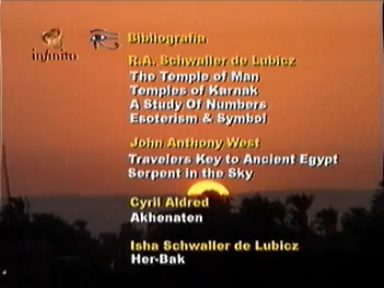 infinito
Bibliografia
R.A. Schwaller de Lubicz
The Temple of Man
Temples of Karnak
A Study Of Numbers
Esoterism & Symbol
John Anthony West
Travelers Key to Ancient Egypt
Serpent in the Sky
Cyril Aldred
Akhenaten
Isha Schwaller de Lubicz
Her-Bak